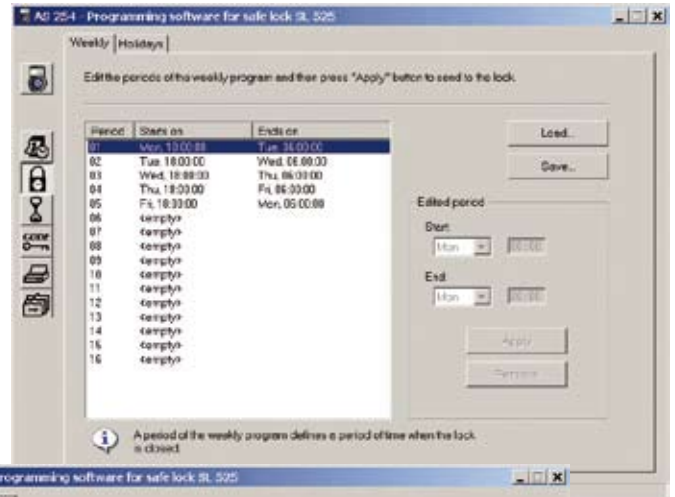 AS 254 - Programming software for safe lock SL 525
Weekly Holidays
Edit the periods of the weekly program and then press "Apply" button to send to the lock.
Period Starts on Ends on
01 Mon, Tue,
02 Tue, 18:00:00 Wed, 06:00:00
03 Wed, 18:00:00 Thu, 06:00:00
04 Thu, 18:00:00 Fri, 06:00:00
05 Fri, 18:00:00 Mon, 06:00:00
06 <empty>
07 <empty>
08 <empty>
09 <empty>
10 <empty>
11 <empty>
12 <empty>
13 <empty>
14 <empty>
15 <empty>
16 <empty>
Load...
Save...
Edited period
Start
Mon 00:00
End
Mon 00:00
Apply
Remove
A period of the weekly program defines a period of time when the lock
is closed.
rogramming software for safe lock SL 525